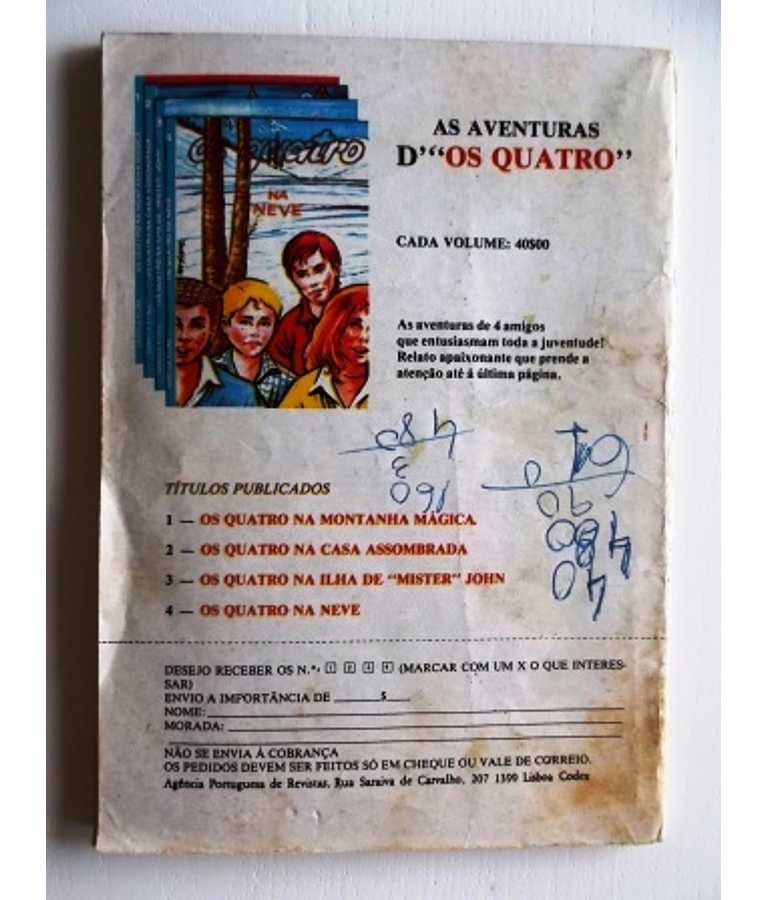 os quatro
NA
NEVE
AS AVENTURAS
D'“OS QUATRO”
CADA VOLUME: 40$00
As aventuras de 4 amigos
que entusiasmam toda a juventude!
Relato apaixonante que prende a
atenção até à última página.
160
3
480
TÍTULOS PUBLICADOS
1 — OS QUATRO NA MONTANHA MÁGICA
2 — OS QUATRO NA CASA ASSOMBRADA
3 — OS QUATRO NA ILHA DE “MISTER” JOHN
4 — OS QUATRO NA NEVE
DESEJO RECEBER OS N.ºs 1 2 3 4 (MARCAR COM UM X O QUE INTERES-
SAR)
ENVIO A IMPORTÂNCIA DE ______$____
NOME:
MORADA:
NÃO SE ENVIA À COBRANÇA
OS PEDIDOS DEVEM SER FEITOS SÓ EM CHEQUE OU VALE DE CORREIO.
Agência Portuguesa de Revistas, Rua Saraiva de Carvalho, 207 1399 Lisboa Codex